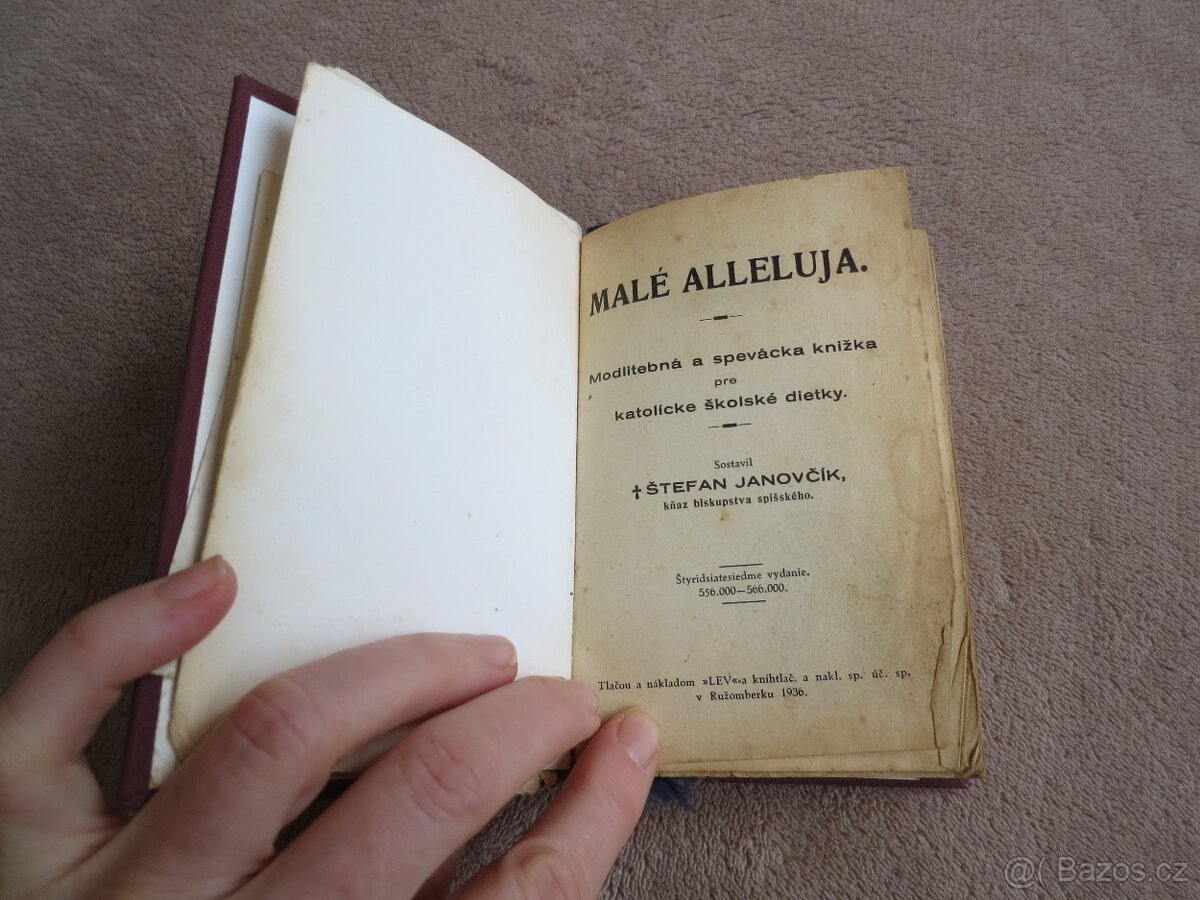 MALÉ ALLELUJA.
Modlitebná a spevácka knižka
pre
katolícke školské dietky.
Sostavil
† ŠTEFAN JANOVČÍK,
kňaz biskupstva spišského.
Štyridsiatesiedme vydanie.
556.000—566.000.
Tlačou a nákladom »LEV«-a kníhtlač. a nakl. sp. úč. sp.
v Ružomberku 1936.
@( Bazos.cz